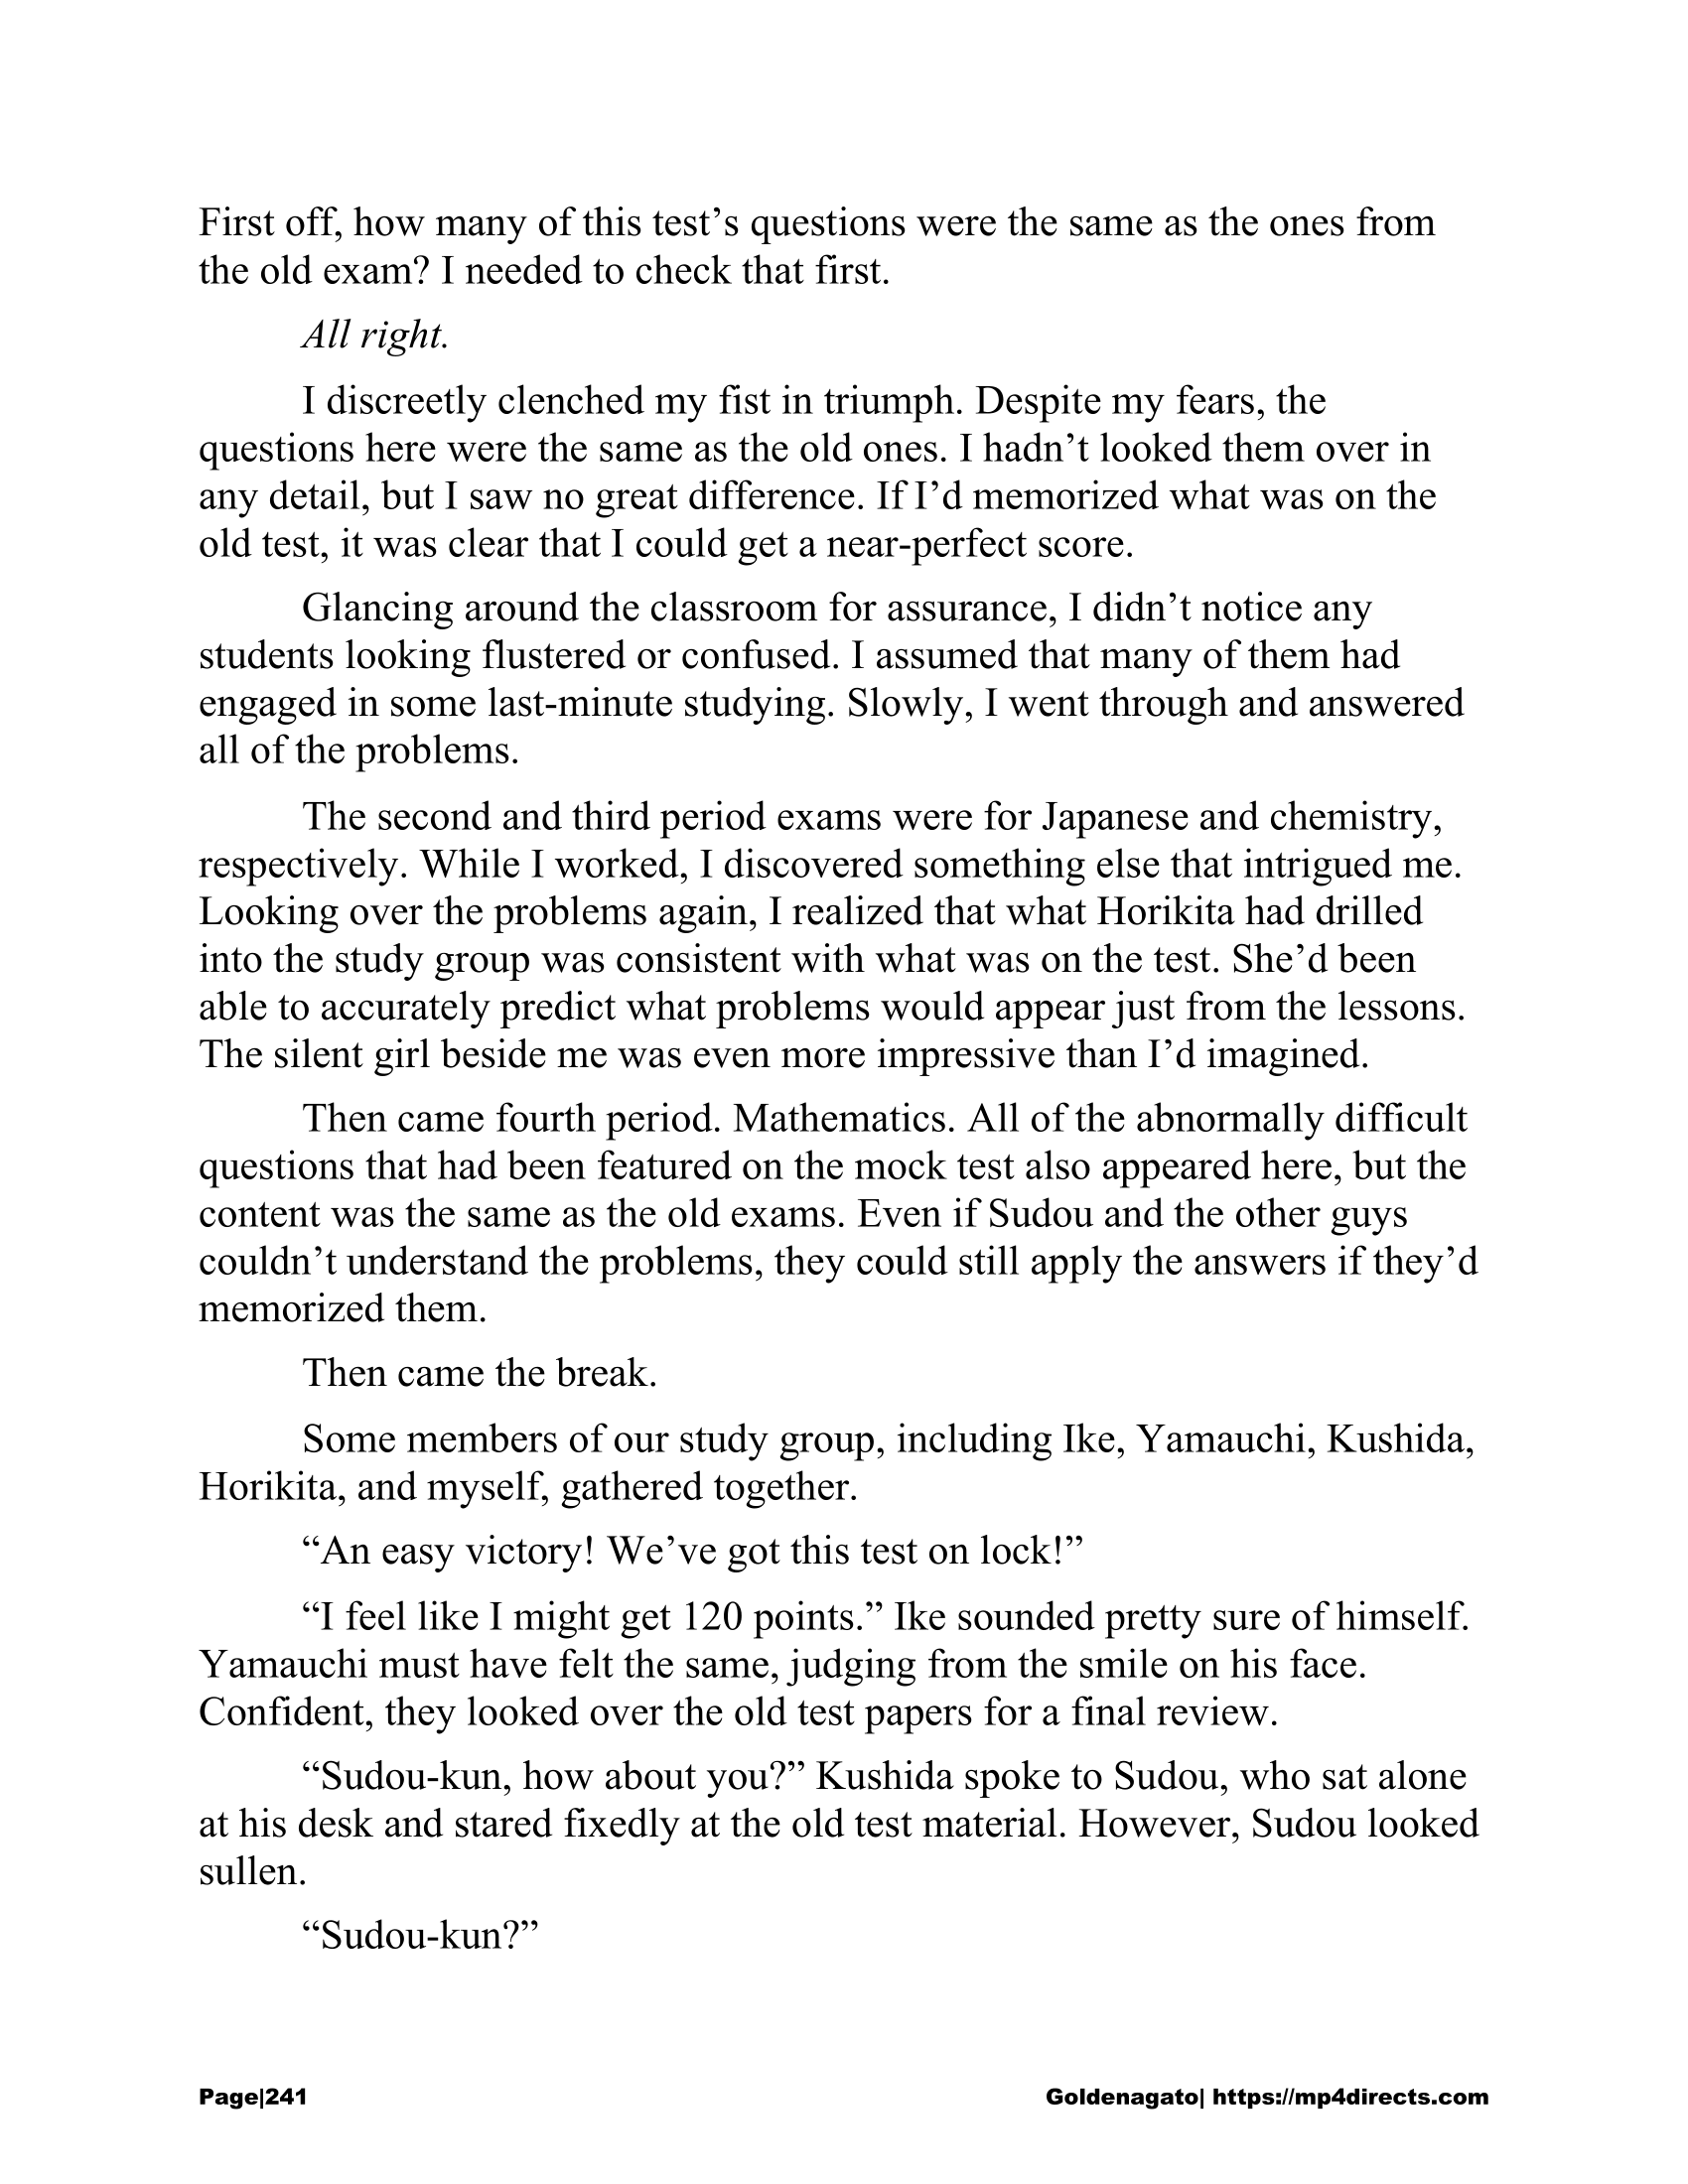 First off, how many of this test’s questions were the same as the ones from
the old exam? I needed to check that first.
All right.
I discreetly clenched my fist in triumph. Despite my fears, the
questions here were the same as the old ones. I hadn’t looked them over in
any detail, but I saw no great difference. If I’d memorized what was on the
old test, it was clear that I could get a near-perfect score.
Glancing around the classroom for assurance, I didn’t notice any
students looking flustered or confused. I assumed that many of them had
engaged in some last-minute studying. Slowly, I went through and answered
all of the problems.
The second and third period exams were for Japanese and chemistry,
respectively. While I worked, I discovered something else that intrigued me.
Looking over the problems again, I realized that what Horikita had drilled
into the study group was consistent with what was on the test. She’d been
able to accurately predict what problems would appear just from the lessons.
The silent girl beside me was even more impressive than I’d imagined.
Then came fourth period. Mathematics. All of the abnormally difficult
questions that had been featured on the mock test also appeared here, but the
content was the same as the old exams. Even if Sudou and the other guys
couldn’t understand the problems, they could still apply the answers if they’d
memorized them.
Then came the break.
Some members of our study group, including Ike, Yamauchi, Kushida,
Horikita, and myself, gathered together.
“An easy victory! We’ve got this test on lock!”
“I feel like I might get 120 points.” Ike sounded pretty sure of himself.
Yamauchi must have felt the same, judging from the smile on his face.
Confident, they looked over the old test papers for a final review.
“Sudou-kun, how about you?” Kushida spoke to Sudou, who sat alone
at his desk and stared fixedly at the old test material. However, Sudou looked
sullen.
“Sudou-kun?”
Page|241 Goldenagato| https://mp4directs.com